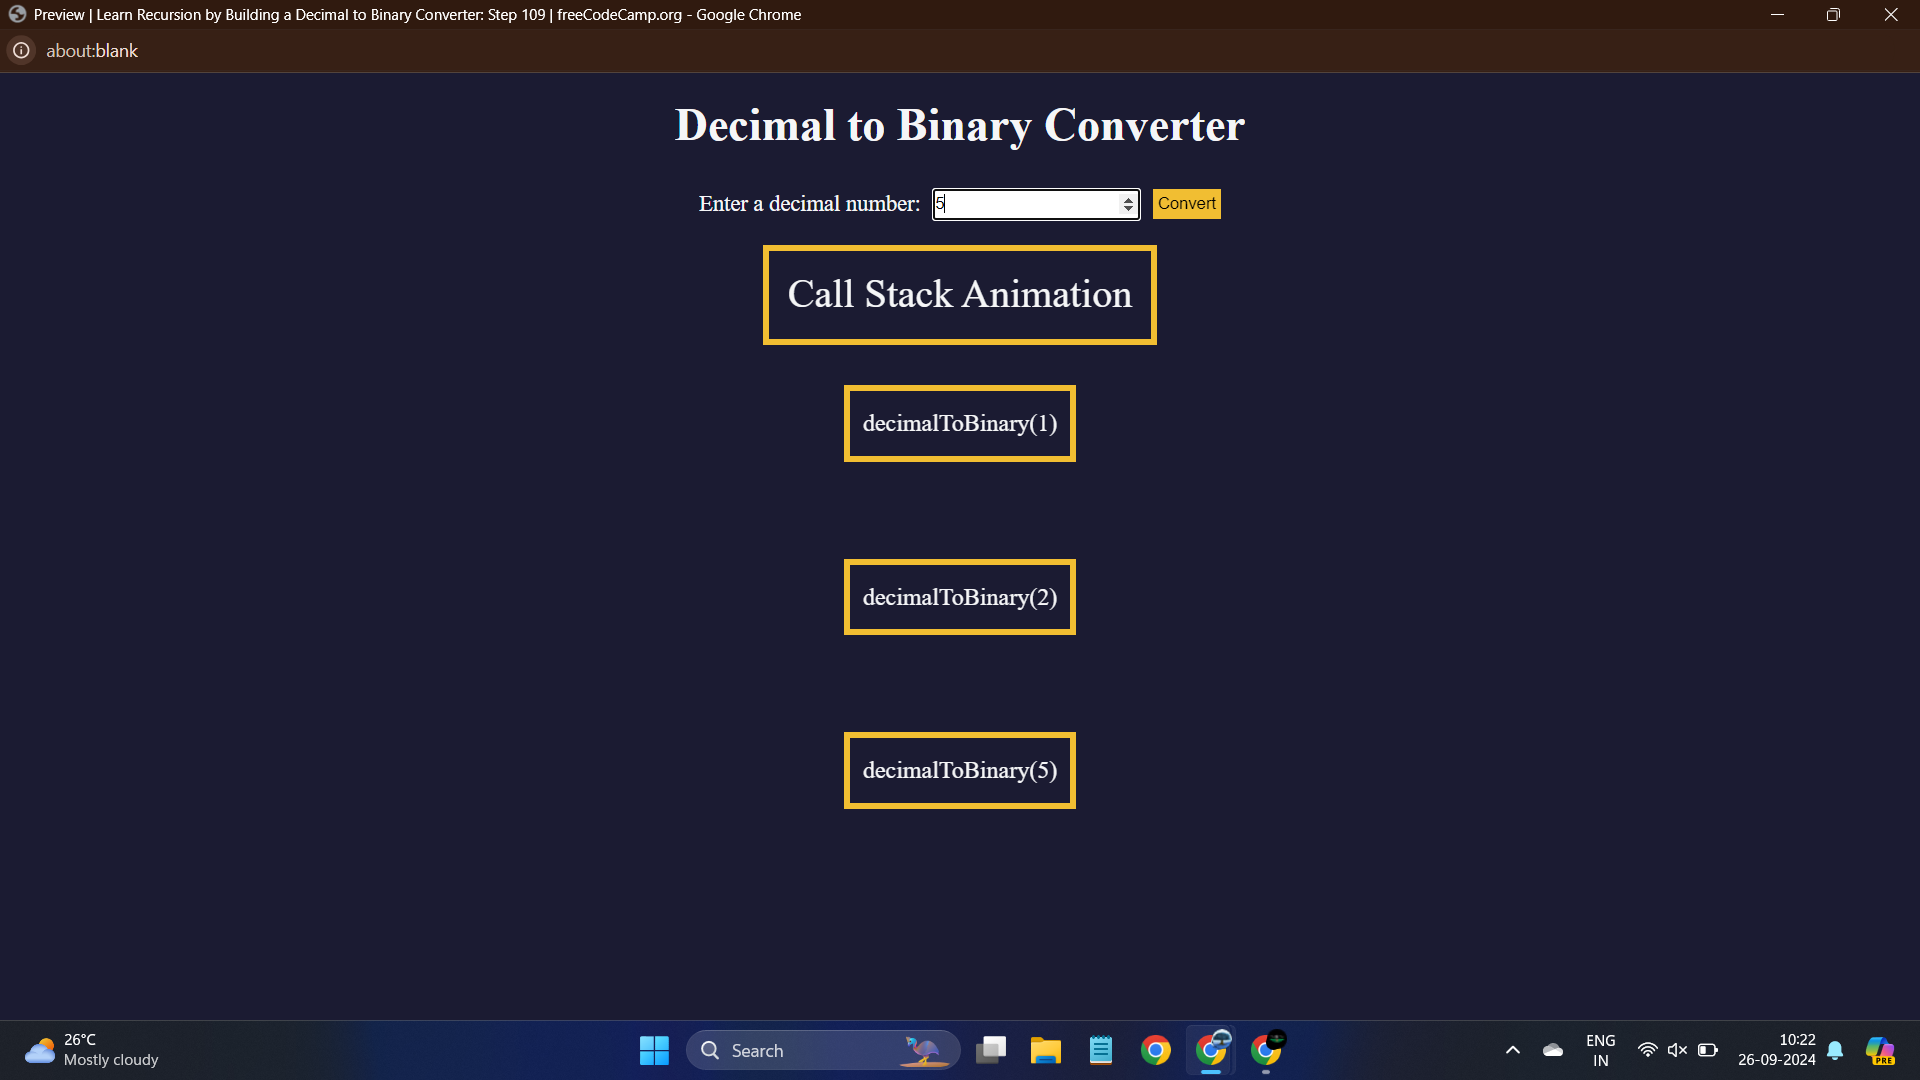 Preview | Learn Recursion by Building a Decimal to Binary Converter: Step 109 | freeCodeCamp.org - Google Chrome
about:blank
Decimal to Binary Converter
Enter a decimal number: 5 Convert
Call Stack Animation
decimalToBinary(1)
decimalToBinary(2)
decimalToBinary(5)
26°C
Mostly cloudy
Search
ENG
IN
10:22
26-09-2024
PRE